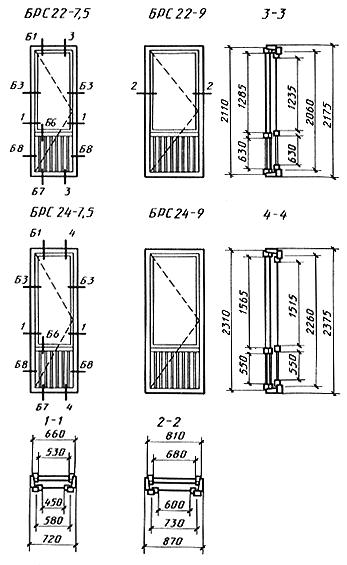 БРС 22-7,5 БРС 22-9 3-3
Б1 3
Б3 Б3 2 2
1 Б6 1
Б8 Б8
Б7 3
2110 1285 630 1235 630 2060 2175
БРС 24-7,5 БРС 24-9 4-4
Б1 4
Б3 Б3
1 Б6 1
Б8 Б8
Б7 4
2310 1565 550 1515 550 2260 2375
1-1 2-2
660 810
530 680
450 600
580 730
720 870